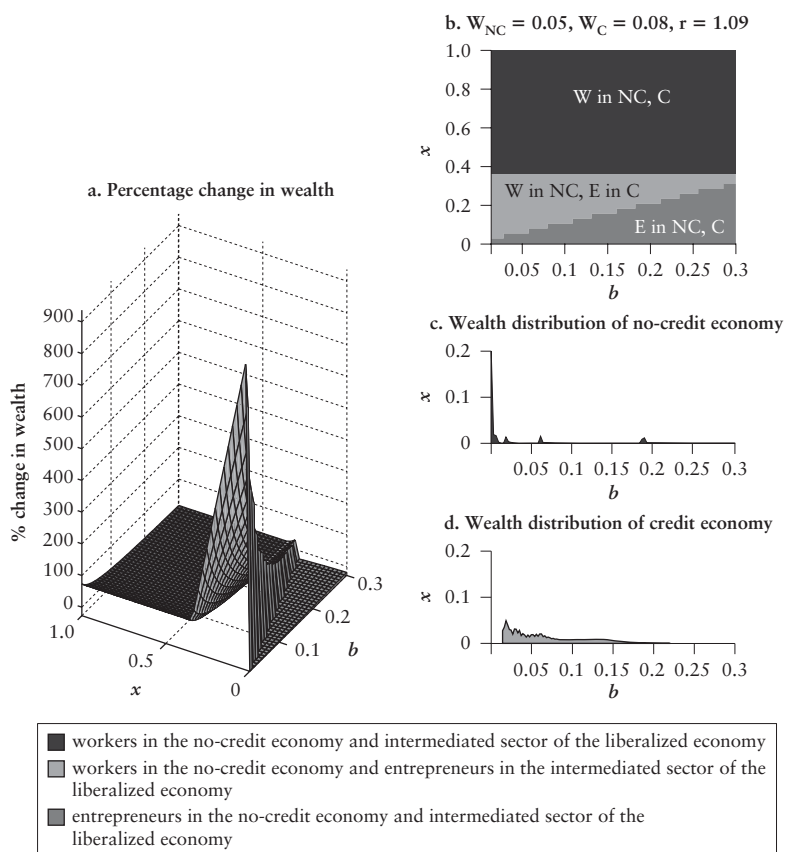 b. W_NC = 0.05, W_C = 0.08, r = 1.09
1.0
0.8
0.6
0.4
0.2
0
x
W in NC, C
W in NC, E in C
E in NC, C
0.05 0.1 0.15 0.2 0.25 0.3
b
a. Percentage change in wealth
900
800
700
600
500
400
300
200
100
0
% change in wealth
1.0
0.5
0
x
0.1
0.2
0.3
b
c. Wealth distribution of no-credit economy
0.2
0.1
0
x
0.05 0.1 0.15 0.2 0.25 0.3
b
d. Wealth distribution of credit economy
0.2
0.1
0
x
0.05 0.1 0.15 0.2 0.25 0.3
b
workers in the no-credit economy and intermediated sector of the liberalized economy
workers in the no-credit economy and entrepreneurs in the intermediated sector of the
liberalized economy
entrepreneurs in the no-credit economy and intermediated sector of the
liberalized economy